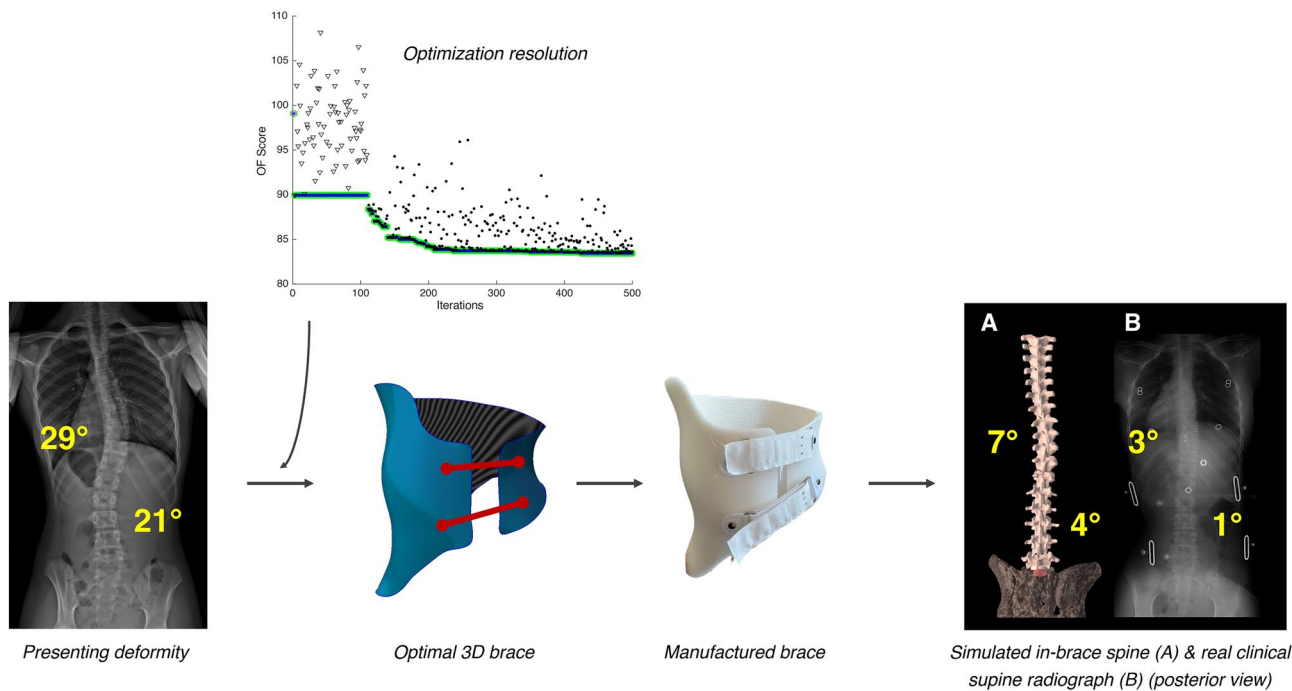 Optimization resolution
110
105
100
95
90
85
80
OF Score
0
100
200
300
400
500
Iterations
29°
21°
A
B
7°
3°
4°
1°
Presenting deformity
Optimal 3D brace
Manufactured brace
Simulated in-brace spine (A) & real clinical
supine radiograph (B) (posterior view)